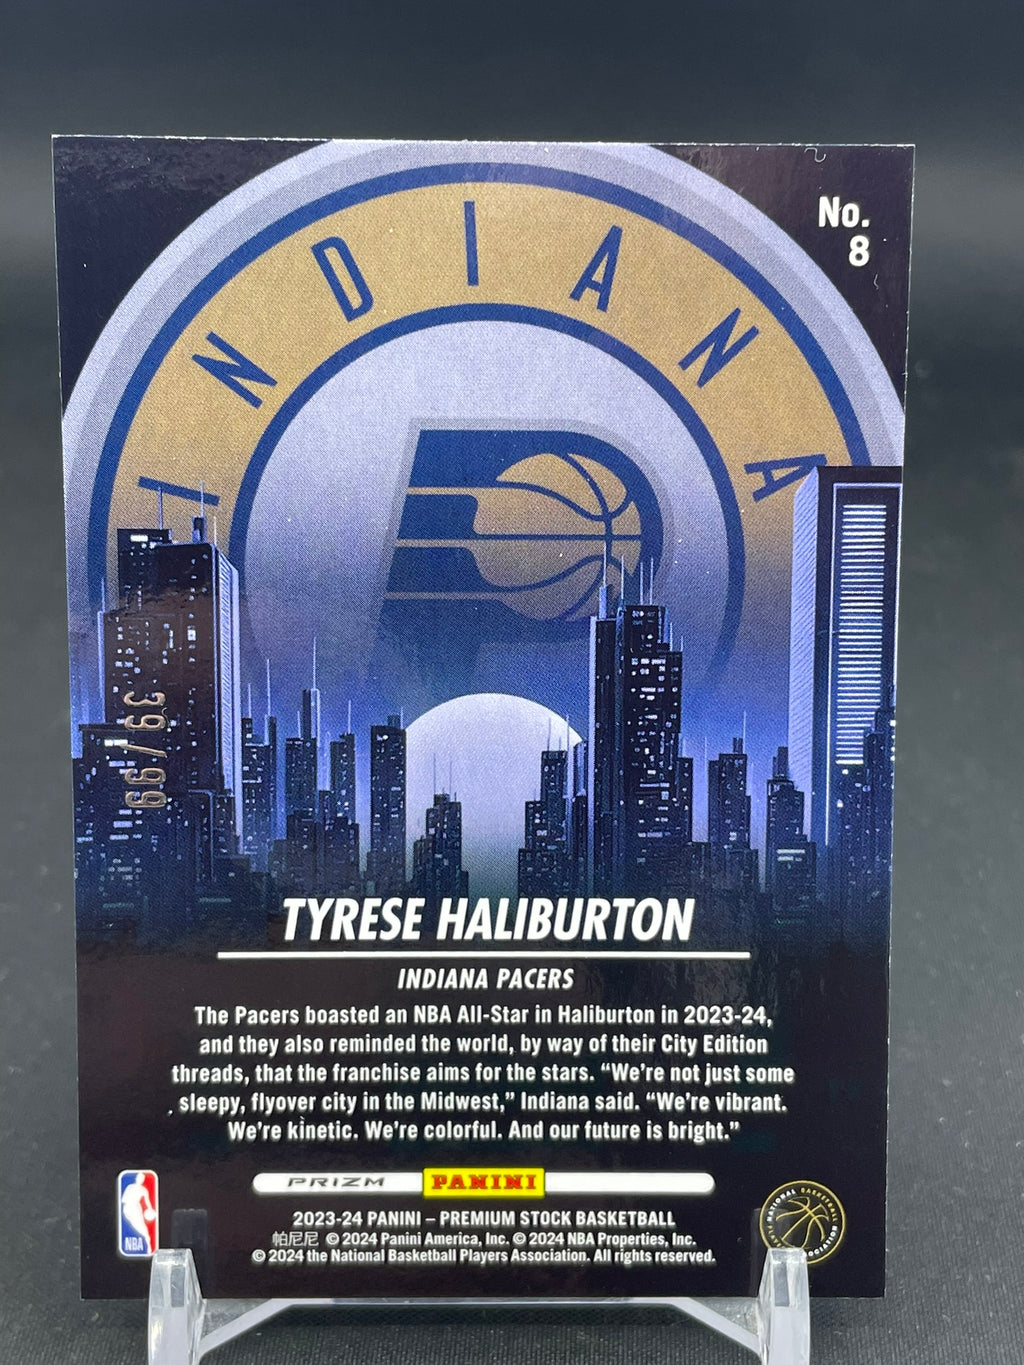 No.
8
INDIANA
39/99
TYRESE HALIBURTON
INDIANA PACERS
The Pacers boasted an NBA All-Star in Haliburton in 2023-24,
and they also reminded the world, by way of their City Edition
threads, that the franchise aims for the stars. “We’re not just some
sleepy, flyover city in the Midwest,” Indiana said. “We’re vibrant.
We’re kinetic. We’re colorful. And our future is bright.”
PRIZM PANINI
NBA
2023-24 PANINI – PREMIUM STOCK BASKETBALL
帕尼尼 © 2024 Panini America, Inc. © 2024 NBA Properties, Inc.
© 2024 the National Basketball Players Association. All rights reserved.
NATIONAL BASKETBALL